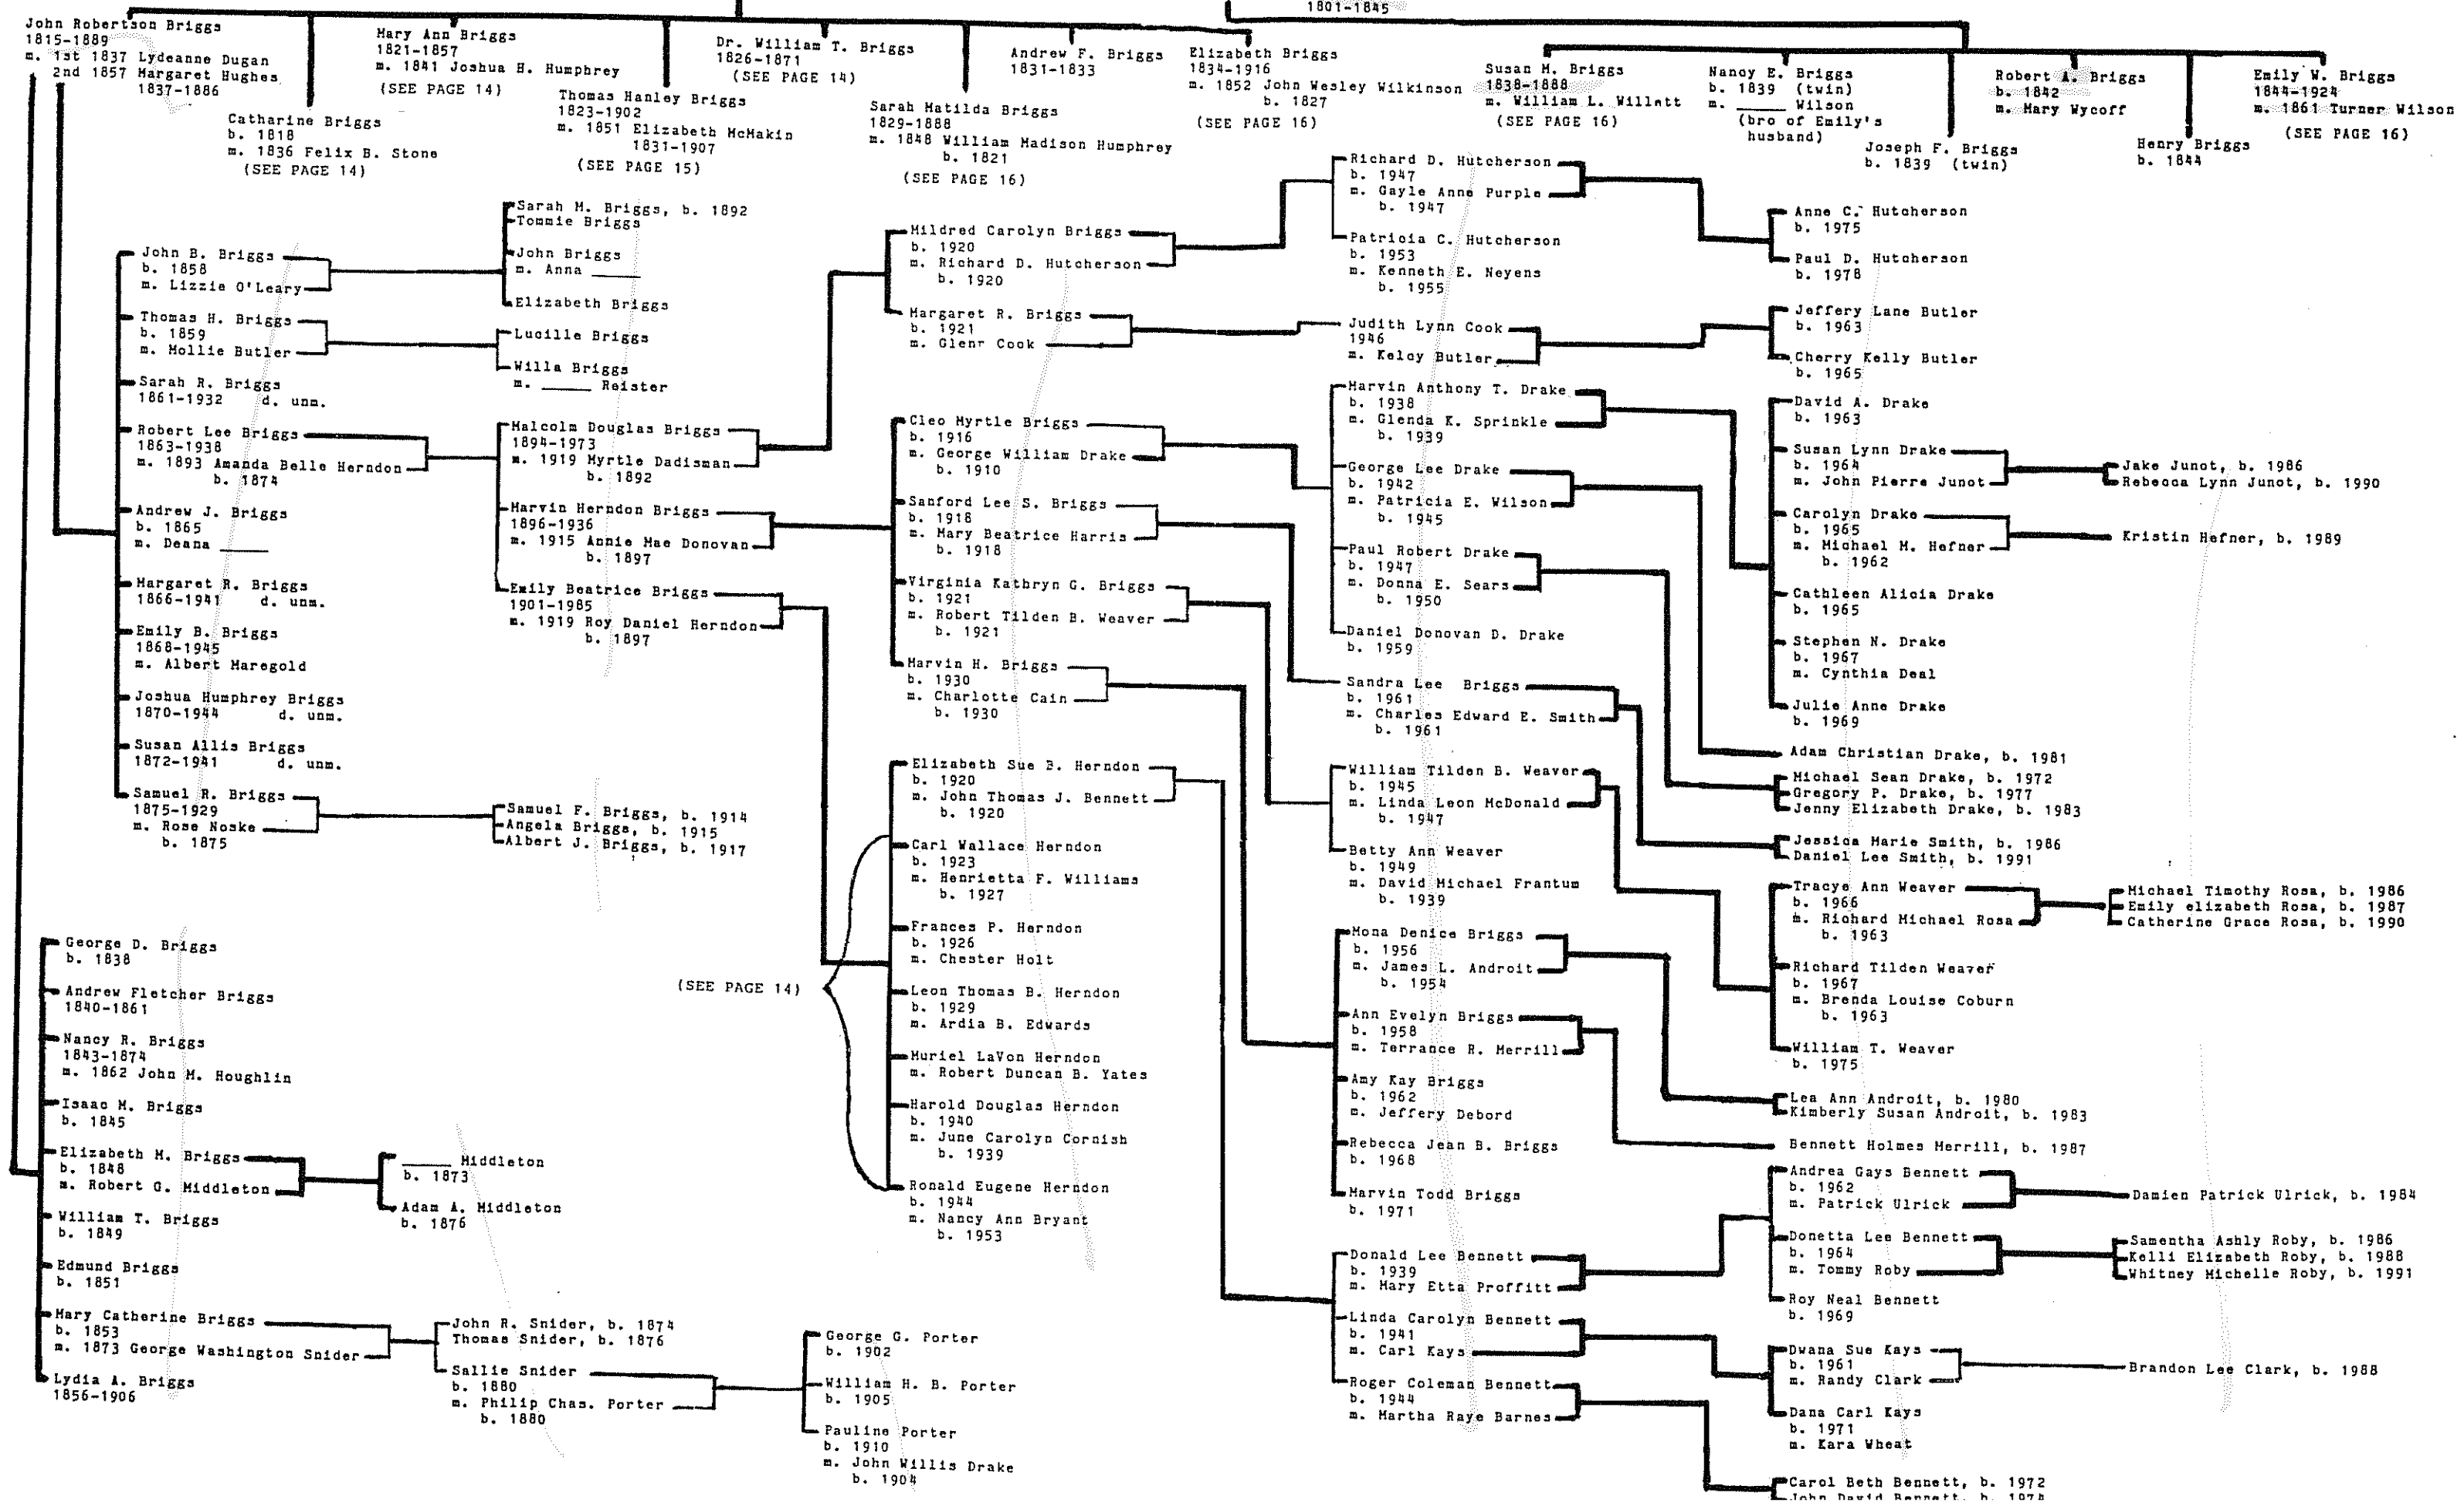 1801-1845
John Robertson Briggs
1815-1889
m. 1st 1837 Lydeanne Dugan
2nd 1857 Margaret Hughes
1837-1886
Catharine Briggs
b. 1818
m. 1836 Felix B. Stone
(SEE PAGE 14)
Mary Ann Briggs
1821-1857
m. 1841 Joshua H. Humphrey
(SEE PAGE 14)
Thomas Hanley Briggs
1823-1902
m. 1851 Elizabeth McMakin
1831-1907
(SEE PAGE 15)
Dr. William T. Briggs
1826-1871
(SEE PAGE 14)
Sarah Matilda Briggs
1829-1888
m. 1848 William Madison Humphrey
b. 1821
(SEE PAGE 16)
Andrew F. Briggs
1831-1833
Elizabeth Briggs
1834-1916
m. 1852 John Wesley Wilkinson
b. 1827
(SEE PAGE 16)
Susan M. Briggs
1838-1888
m. William L. Willett
(SEE PAGE 16)
Nancy E. Briggs
b. 1839 (twin)
m. _____ Wilson
(bro of Emily's
husband)
Joseph F. Briggs
b. 1839 (twin)
Robert A. Briggs
b. 1842
m. Mary Wycoff
Henry Briggs
b. 1844
Emily W. Briggs
1844-1924
m. 1861 Turner Wilson
(SEE PAGE 16)
John B. Briggs
b. 1858
m. Lizzie O'Leary
Thomas H. Briggs
b. 1859
m. Mollie Butler
Sarah R. Briggs
1861-1932 d. unm.
Robert Lee Briggs
1863-1938
m. 1893 Amanda Belle Herndon
b. 1874
Andrew J. Briggs
b. 1865
m. Deana _____
Margaret R. Briggs
1866-1941 d. unm.
Emily B. Briggs
1868-1945
m. Albert Maregold
Joshua Humphrey Briggs
1870-1944 d. unm.
Susan Allis Briggs
1872-1941 d. unm.
Samuel R. Briggs
1875-1929
m. Rose Noske
b. 1875
George D. Briggs
b. 1838
Andrew Fletcher Briggs
1840-1861
Nancy R. Briggs
1843-1874
m. 1862 John M. Houghlin
Isaac M. Briggs
b. 1845
Elizabeth M. Briggs
b. 1848
m. Robert G. Middleton
William T. Briggs
b. 1849
Edmund Briggs
b. 1851
Mary Catherine Briggs
b. 1853
m. 1873 George Washington Snider
Lydia A. Briggs
1856-1906
Sarah M. Briggs, b. 1892
Tommie Briggs
John Briggs
m. Anna _____
Elizabeth Briggs
Lucille Briggs
Willa Briggs
m. _____ Reister
Malcolm Douglas Briggs
1894-1973
m. 1919 Myrtle Dadisman
b. 1892
Marvin Herndon Briggs
1896-1936
m. 1915 Annie Mae Donovan
b. 1897
Emily Beatrice Briggs
1901-1985
m. 1919 Roy Daniel Herndon
b. 1897
Samuel F. Briggs, b. 1914
Angela Briggs, b. 1915
Albert J. Briggs, b. 1917
_____ Middleton
b. 1873
Adam A. Middleton
b. 1876
John R. Snider, b. 1874
Thomas Snider, b. 1876
Sallie Snider
b. 1880
m. Philip Chas. Porter
b. 1880
(SEE PAGE 14)
George G. Porter
b. 1902
William H. B. Porter
b. 1905
Pauline Porter
b. 1910
m. John Willis Drake
b. 1904
Mildred Carolyn Briggs
b. 1920
m. Richard D. Hutcherson
b. 1920
Margaret R. Briggs
b. 1921
m. Glenr Cook
Cleo Myrtle Briggs
b. 1916
m. George William Drake
b. 1910
Sanford Lee S. Briggs
b. 1918
m. Mary Beatrice Harris
b. 1918
Virginia Kathryn G. Briggs
b. 1921
m. Robert Tilden B. Weaver
b. 1921
Marvin H. Briggs
b. 1930
m. Charlotte Cain
b. 1930
Elizabeth Sue B. Herndon
b. 1920
m. John Thomas J. Bennett
b. 1920
Carl Wallace Herndon
b. 1923
m. Henrietta F. Williams
b. 1927
Frances P. Herndon
b. 1926
m. Chester Holt
Leon Thomas B. Herndon
b. 1929
m. Ardia B. Edwards
Muriel LaVon Herndon
m. Robert Duncan B. Yates
Harold Douglas Herndon
b. 1940
m. June Carolyn Cornish
b. 1939
Ronald Eugene Herndon
b. 1944
m. Nancy Ann Bryant
b. 1953
Richard D. Hutcherson
b. 1947
m. Gayle Anne Purple
b. 1947
Patricia C. Hutcherson
b. 1953
m. Kenneth E. Neyens
b. 1955
Judith Lynn Cook
1946
m. Keloy Butler
Marvin Anthony T. Drake
b. 1938
m. Glenda K. Sprinkle
b. 1939
George Lee Drake
b. 1942
m. Patricia E. Wilson
b. 1945
Paul Robert Drake
b. 1947
m. Donna E. Sears
b. 1950
Daniel Donovan D. Drake
b. 1959
Sandra Lee Briggs
b. 1961
m. Charles Edward E. Smith
b. 1961
William Tilden B. Weaver
b. 1945
m. Linda Leon McDonald
b. 1947
Betty Ann Weaver
b. 1949
m. David Michael Frantum
b. 1939
Mona Denice Briggs
b. 1956
m. James L. Androit
b. 1954
Ann Evelyn Briggs
b. 1958
m. Terrance R. Merrill
Amy Kay Briggs
b. 1962
m. Jeffery Debord
Rebecca Jean B. Briggs
b. 1968
Marvin Todd Briggs
b. 1971
Donald Lee Bennett
b. 1939
m. Mary Etta Proffitt
Linda Carolyn Bennett
b. 1941
m. Carl Kays
Roger Coleman Bennett
b. 1944
m. Martha Raye Barnes
Anne C. Hutcherson
b. 1975
Paul D. Hutcherson
b. 1978
Jeffery Lane Butler
b. 1963
Cherry Kelly Butler
b. 1965
David A. Drake
b. 1963
Susan Lynn Drake
b. 1964
m. John Pierre Junot
Carolyn Drake
b. 1965
m. Michael M. Hefner
b. 1962
Cathleen Alicia Drake
b. 1965
Stephen N. Drake
b. 1967
m. Cynthia Deal
Julie Anne Drake
b. 1969
Adam Christian Drake, b. 1981
Michael Sean Drake, b. 1972
Gregory P. Drake, b. 1977
Jenny Elizabeth Drake, b. 1983
Jessica Marie Smith, b. 1986
Daniel Lee Smith, b. 1991
Tracye Ann Weaver
b. 1966
m. Richard Michael Rosa
b. 1963
Richard Tilden Weaver
b. 1967
m. Brenda Louise Coburn
b. 1963
William T. Weaver
b. 1975
Lea Ann Androit, b. 1980
Kimberly Susan Androit, b. 1983
Bennett Holmes Merrill, b. 1987
Andrea Gays Bennett
b. 1962
m. Patrick Ulrick
Donetta Lee Bennett
b. 1964
m. Tommy Roby
Roy Neal Bennett
b. 1969
Dwana Sue Kays
b. 1961
m. Randy Clark
Dana Carl Kays
b. 1971
m. Kara Wheat
Carol Beth Bennett, b. 1972
John David Bennett, b. 1974
Jake Junot, b. 1986
Rebecca Lynn Junot, b. 1990
Kristin Hefner, b. 1989
Michael Timothy Rosa, b. 1986
Emily elizabeth Rosa, b. 1987
Catherine Grace Rosa, b. 1990
Damien Patrick Ulrick, b. 1984
Samentha Ashly Roby, b. 1986
Kelli Elizabeth Roby, b. 1988
Whitney Michelle Roby, b. 1991
Brandon Lee Clark, b. 1988